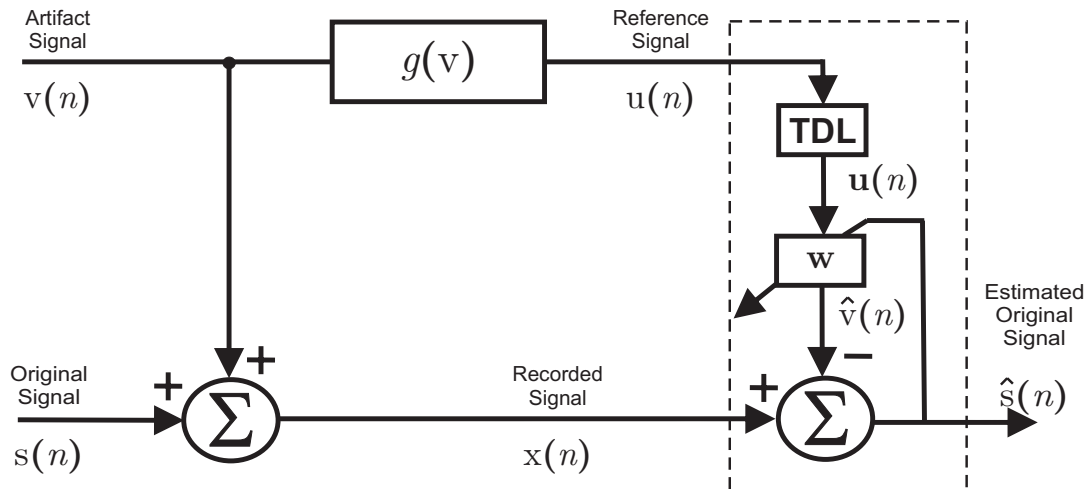 Artifact
Signal
v(n)
g(v)
Reference
Signal
u(n)
TDL
u(n)
w
v̂(n)
−
+
+
Original
Signal
s(n)
Σ
Recorded
Signal
x(n)
+
Σ
Estimated
Original
Signal
ŝ(n)